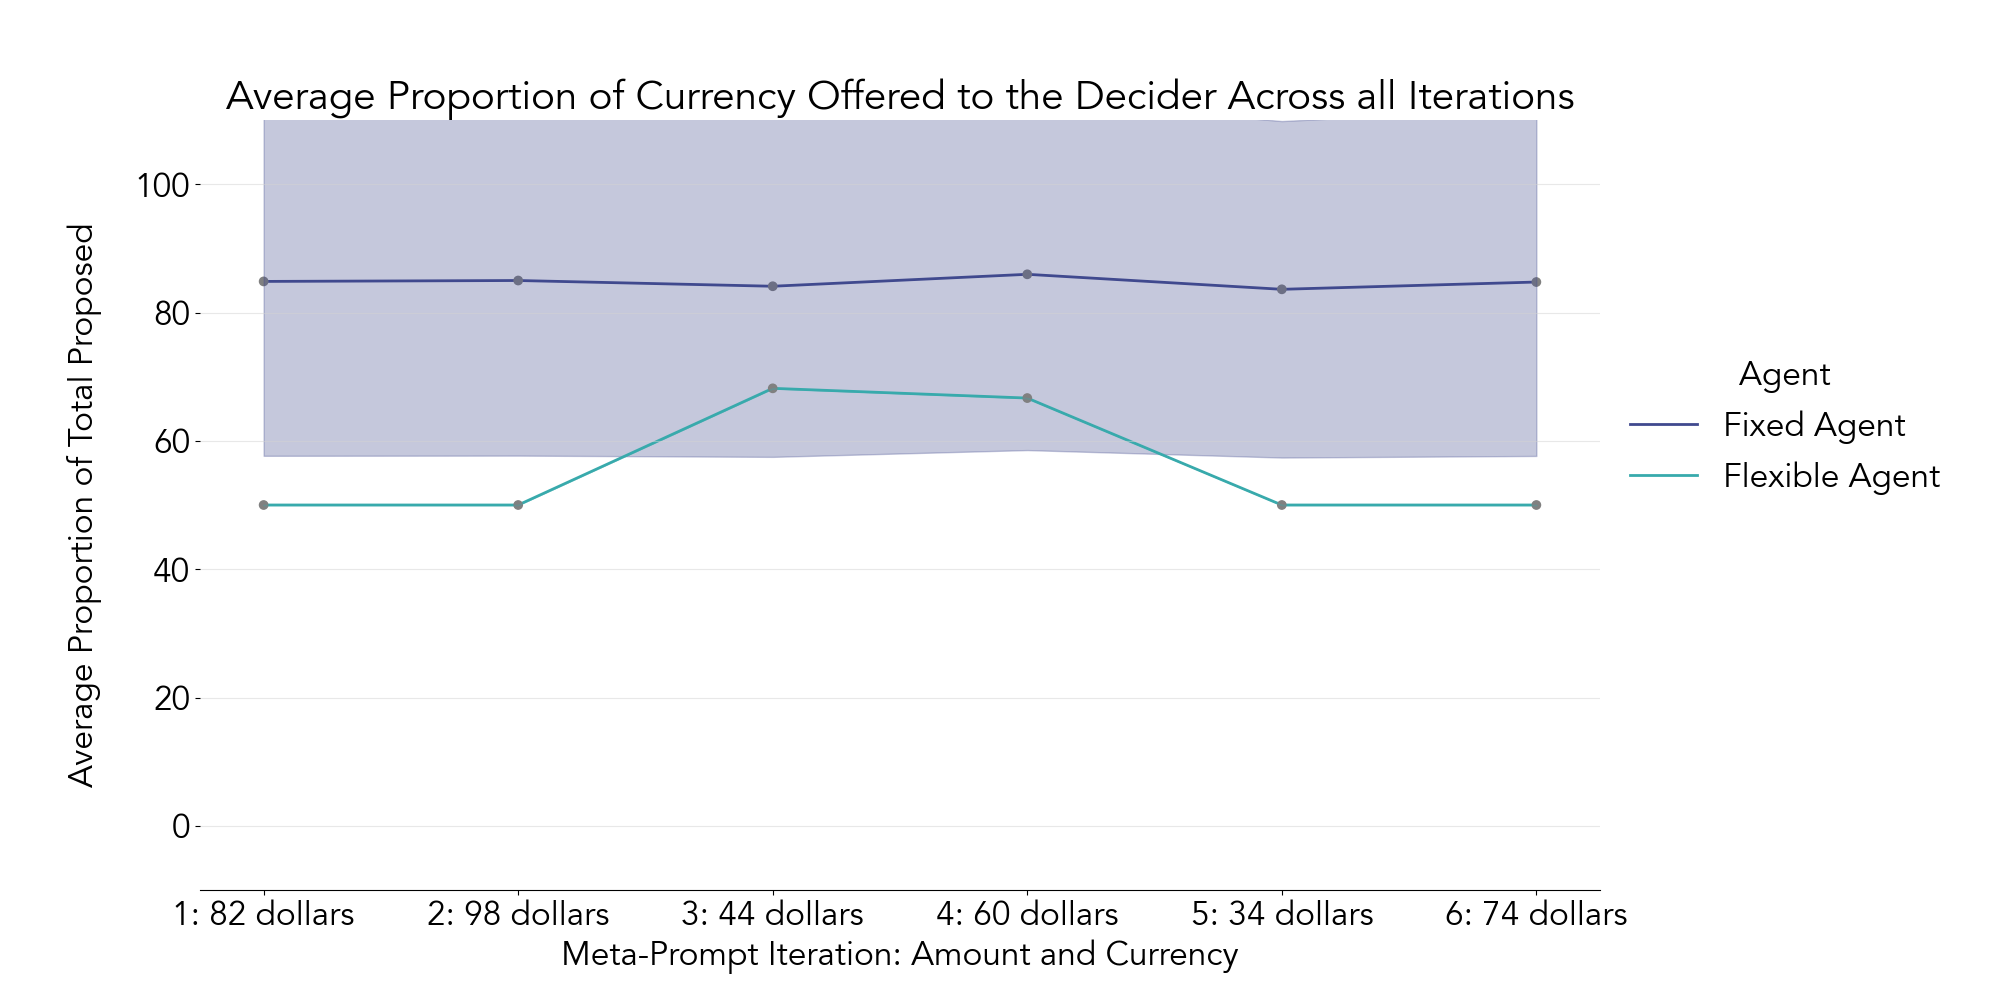 Average Proportion of Currency Offered to the Decider Across all Iterations
Average Proportion of Total Proposed
100
80
60
40
20
0
1: 82 dollars
2: 98 dollars
3: 44 dollars
4: 60 dollars
5: 34 dollars
6: 74 dollars
Meta-Prompt Iteration: Amount and Currency
Agent
Fixed Agent
Flexible Agent